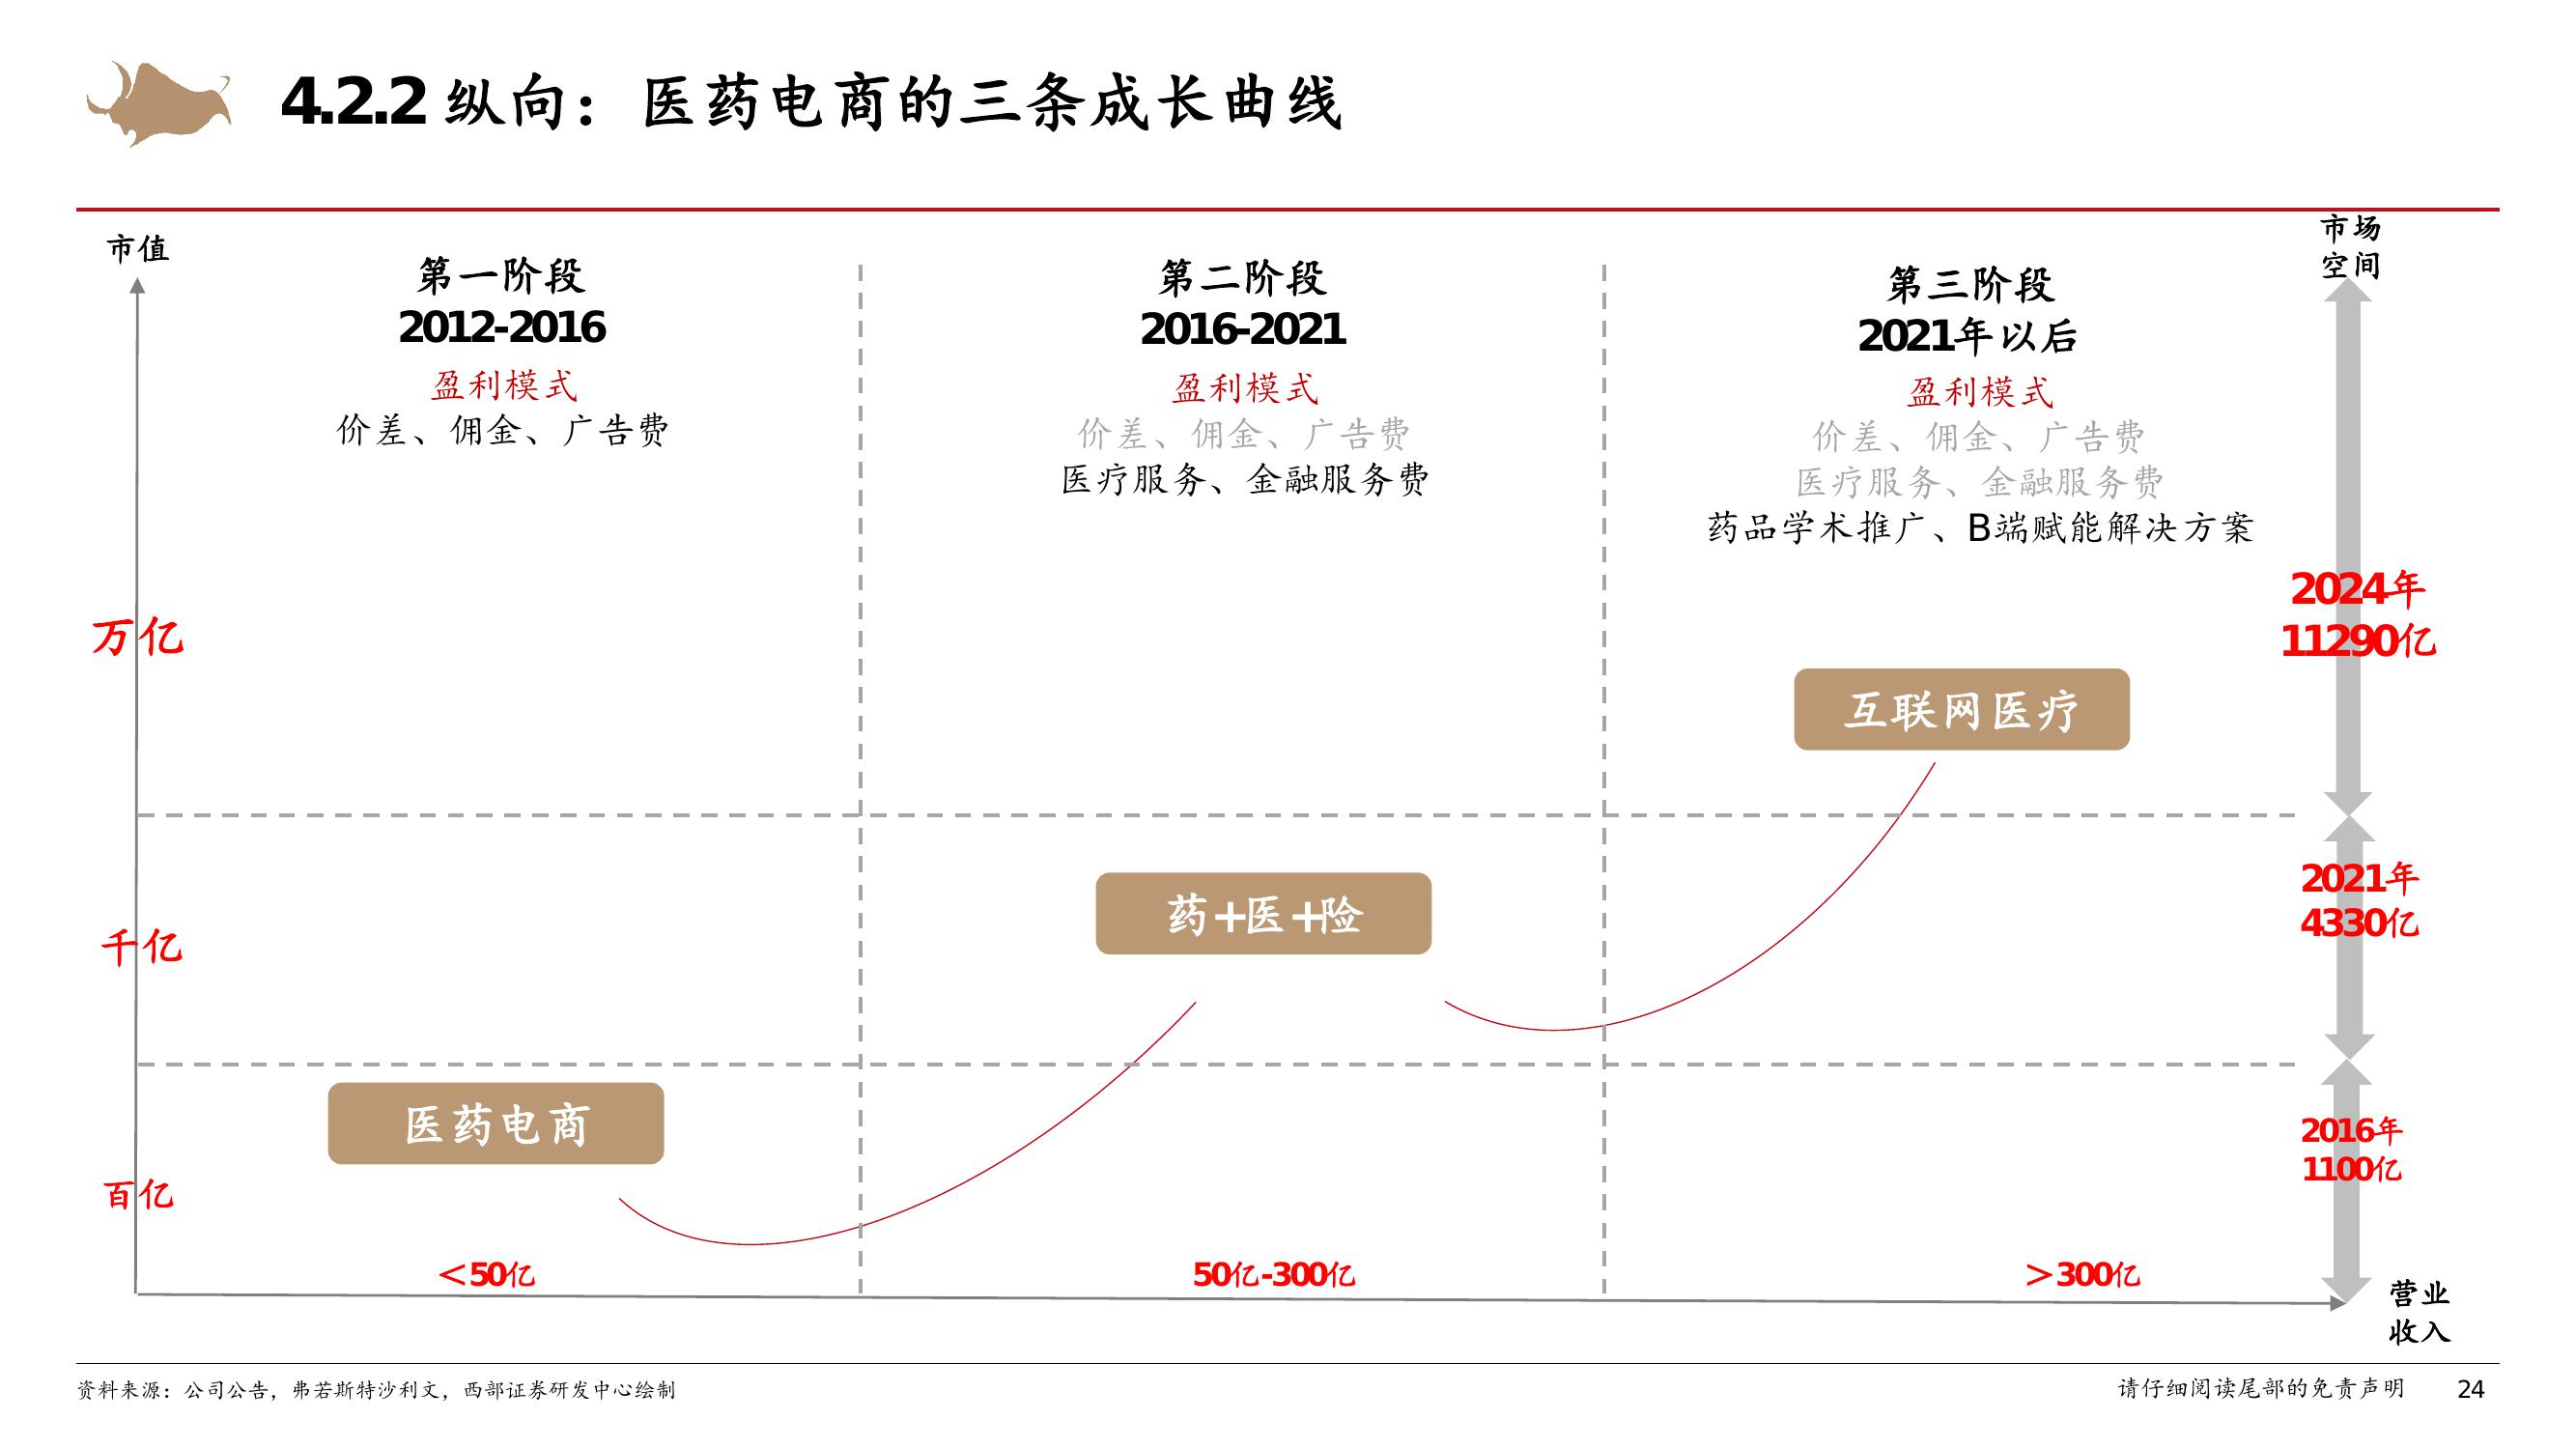 4.2.2 纵向：医药电商的三条成长曲线
市值
市场
空间
第一阶段
2012-2016
盈利模式
价差、佣金、广告费
第二阶段
2016-2021
盈利模式
价差、佣金、广告费
医疗服务、金融服务费
第三阶段
2021年以后
盈利模式
价差、佣金、广告费
医疗服务、金融服务费
药品学术推广、B端赋能解决方案
万亿
2024年
11290亿
互联网医疗
千亿
药+医+险
2021年
4330亿
医药电商
百亿
2016年
1100亿
＜50亿
50亿-300亿
＞300亿
营业
收入
资料来源：公司公告，弗若斯特沙利文，西部证券研发中心绘制
请仔细阅读尾部的免责声明
24